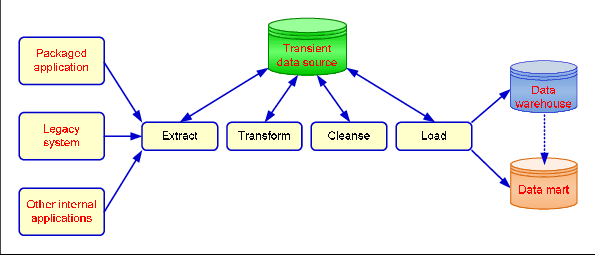 Packaged
application
Transient
data source
Legacy
system
Extract
Transform
Cleanse
Load
Data
warehouse
Other internal
applications
Data mart